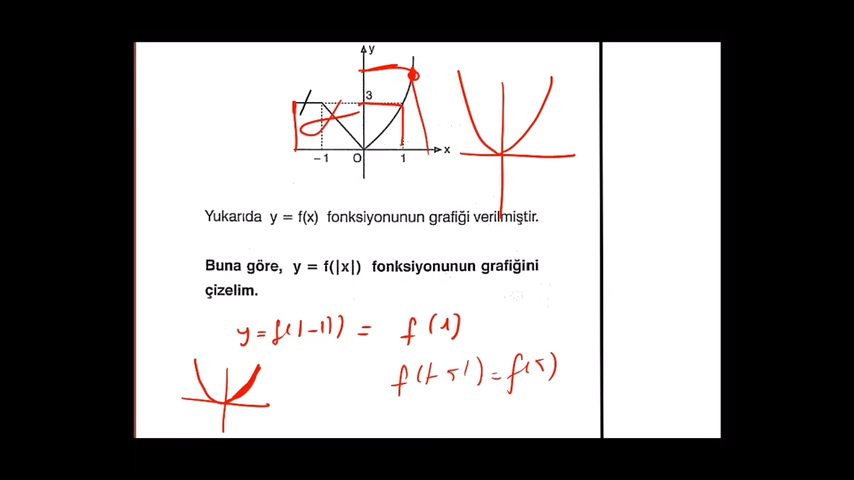 y
3
-1 O 1 x
Yukarıda y = f(x) fonksiyonunun grafiği verilmiştir.
Buna göre, y = f(|x|) fonksiyonunun grafiğini
çizelim.
y = f(|-1|) = f(1)
f(|-5|) = f(5)